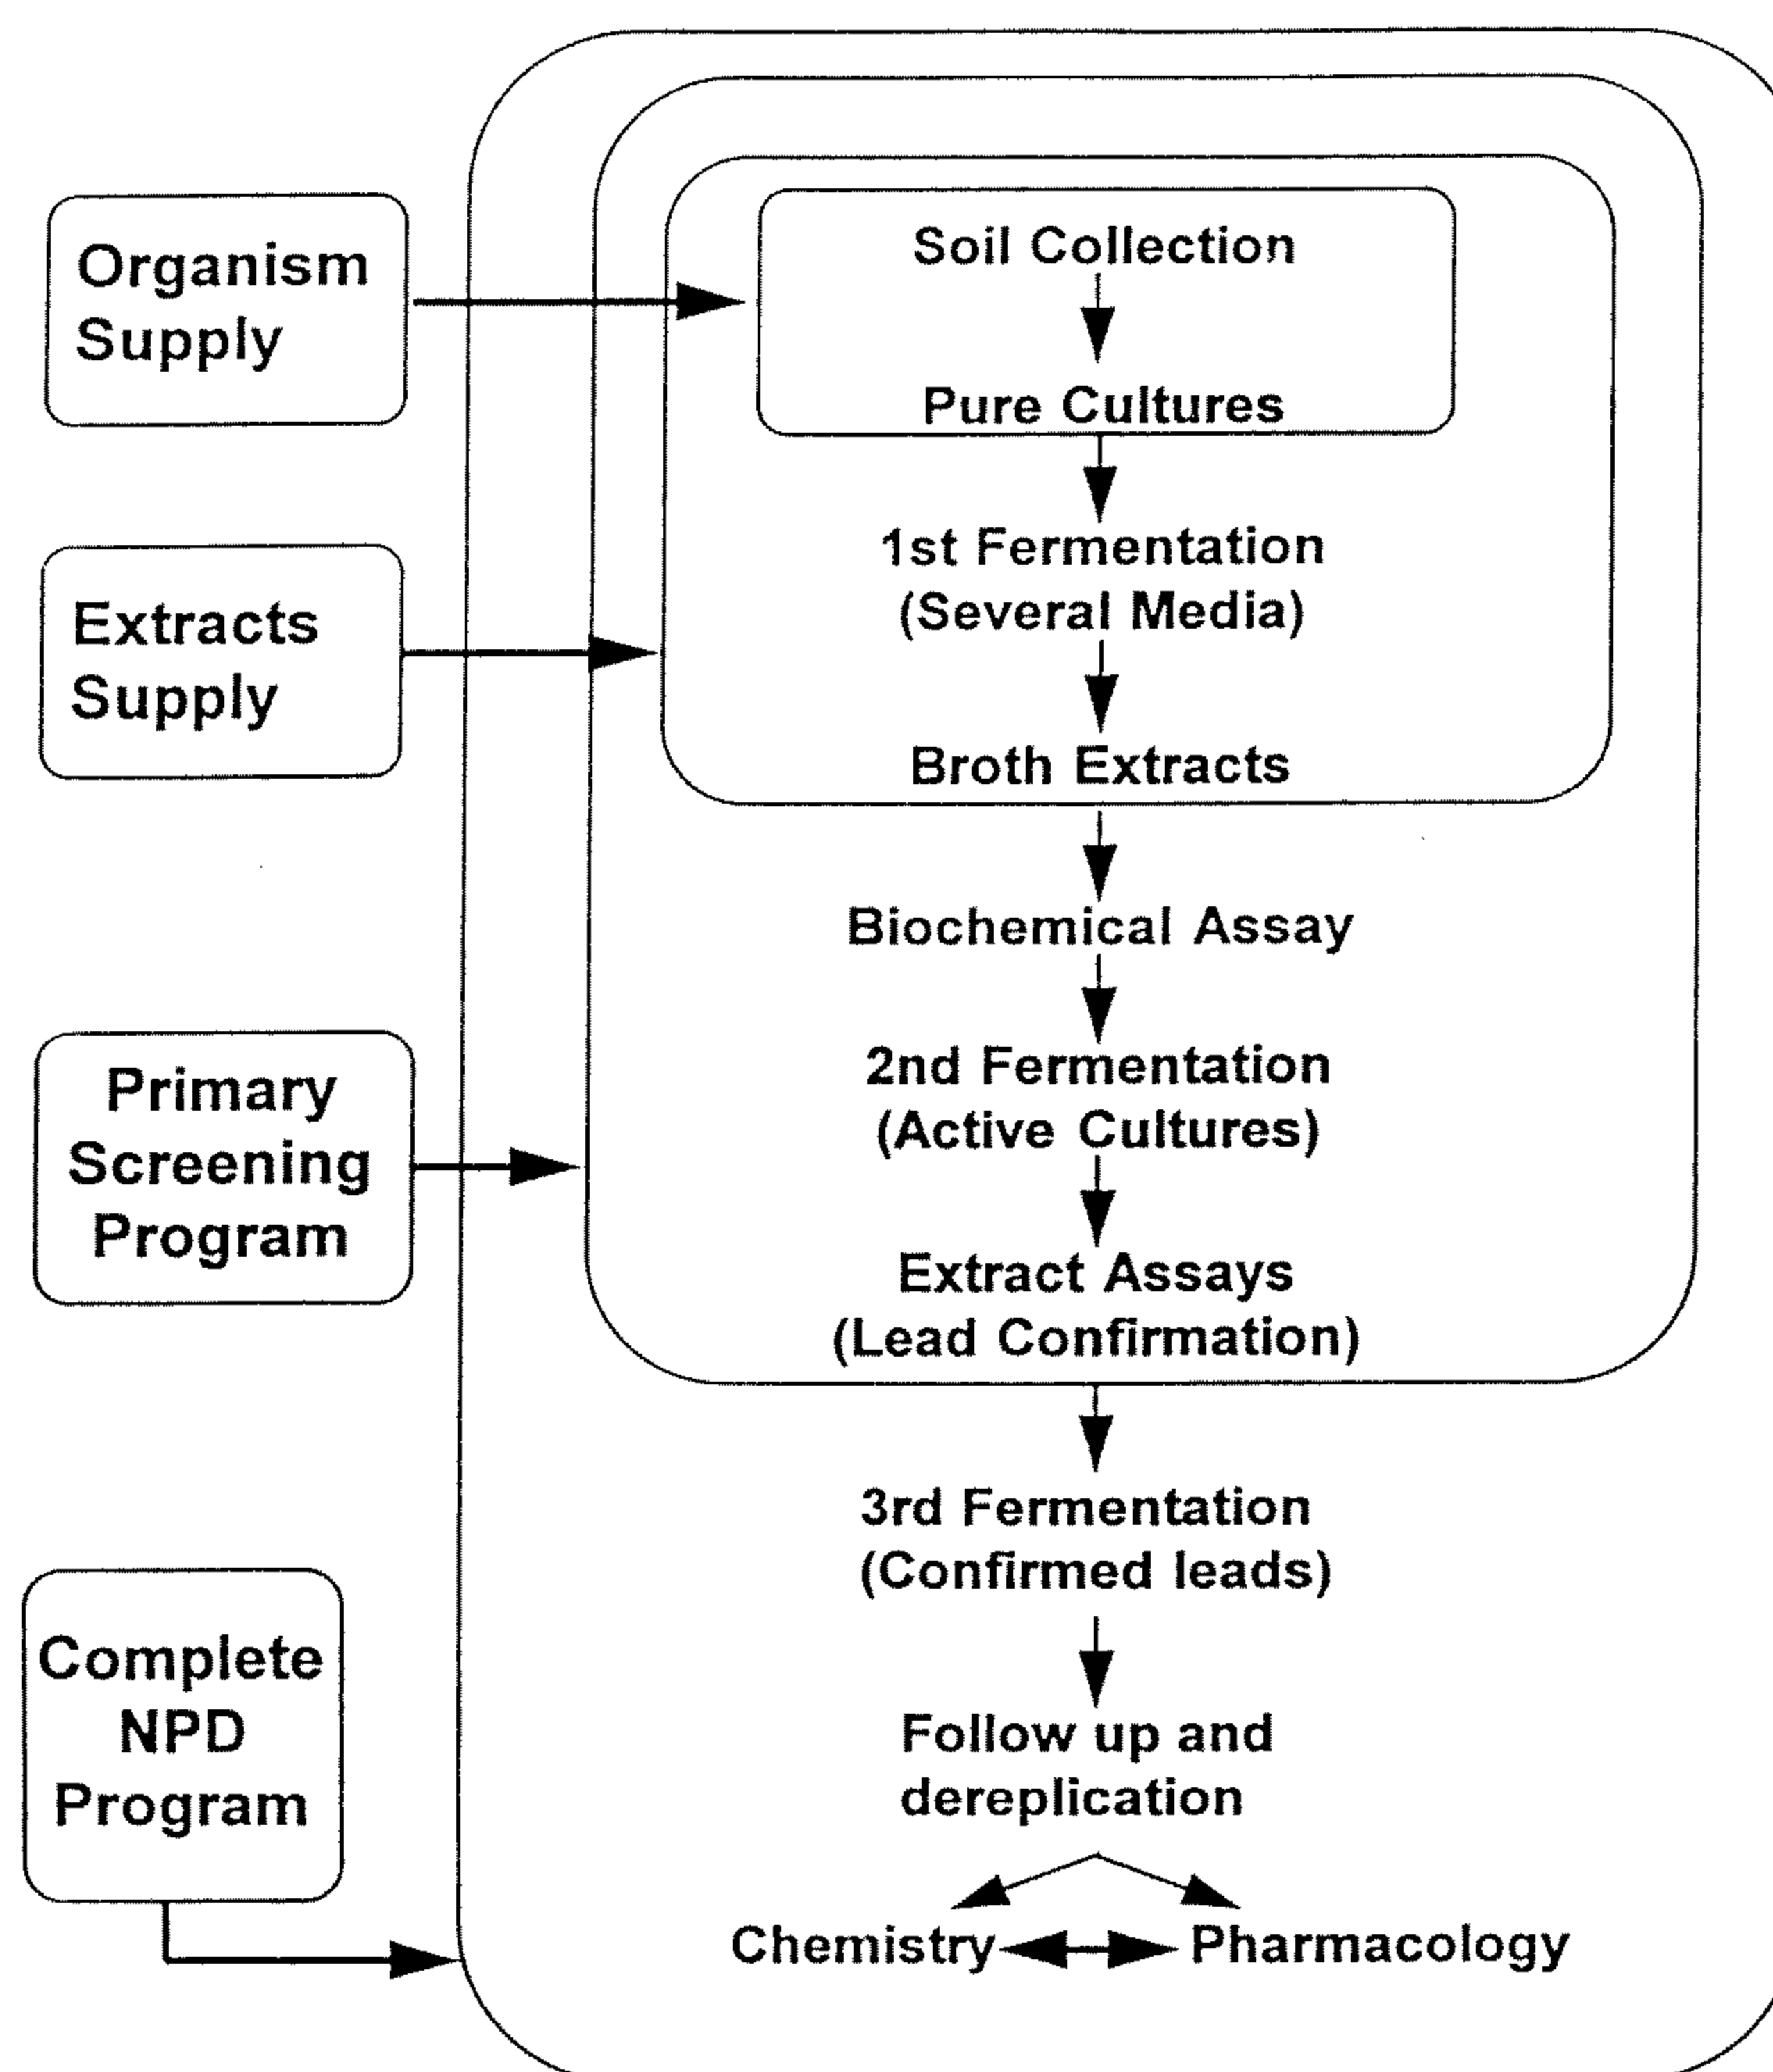 Organism
Supply
Extracts
Supply
Primary
Screening
Program
Complete
NPD
Program
Soil Collection
Pure Cultures
1st Fermentation
(Several Media)
Broth Extracts
Biochemical Assay
2nd Fermentation
(Active Cultures)
Extract Assays
(Lead Confirmation)
3rd Fermentation
(Confirmed leads)
Follow up and
dereplication
Chemistry
Pharmacology